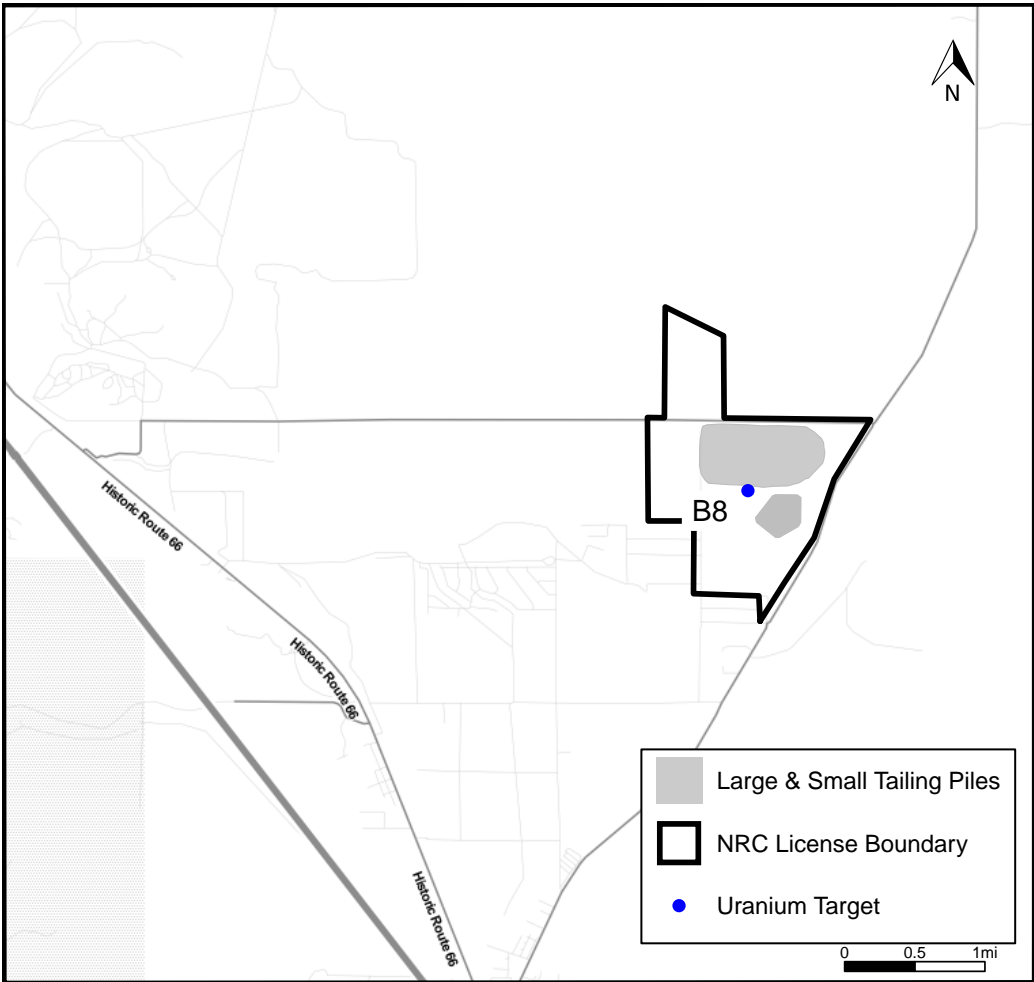 N
B8
Historic Route 66
Historic Route 66
Historic Route 66
Large & Small Tailing Piles
NRC License Boundary
Uranium Target
0 0.5 1mi